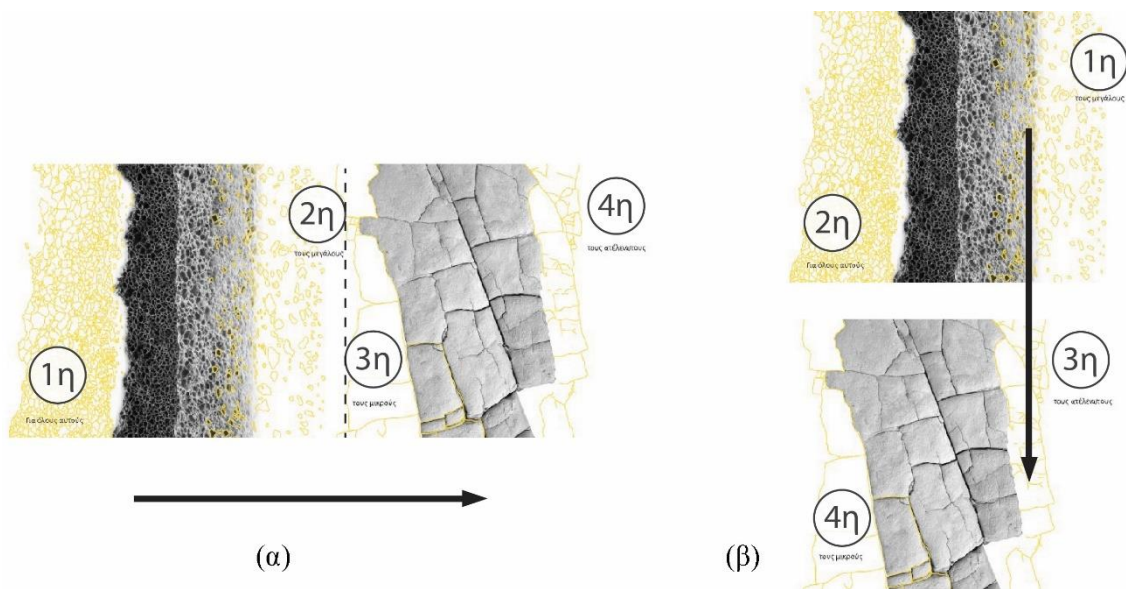 1η
Για όλους αυτούς
2η
τους μεγάλους
3η
τους μικρούς
4η
τους ατέλειωτους
(α)
1η
τους μεγάλους
2η
Για όλους αυτούς
3η
τους ατέλειωτους
4η
τους μικρούς
(β)